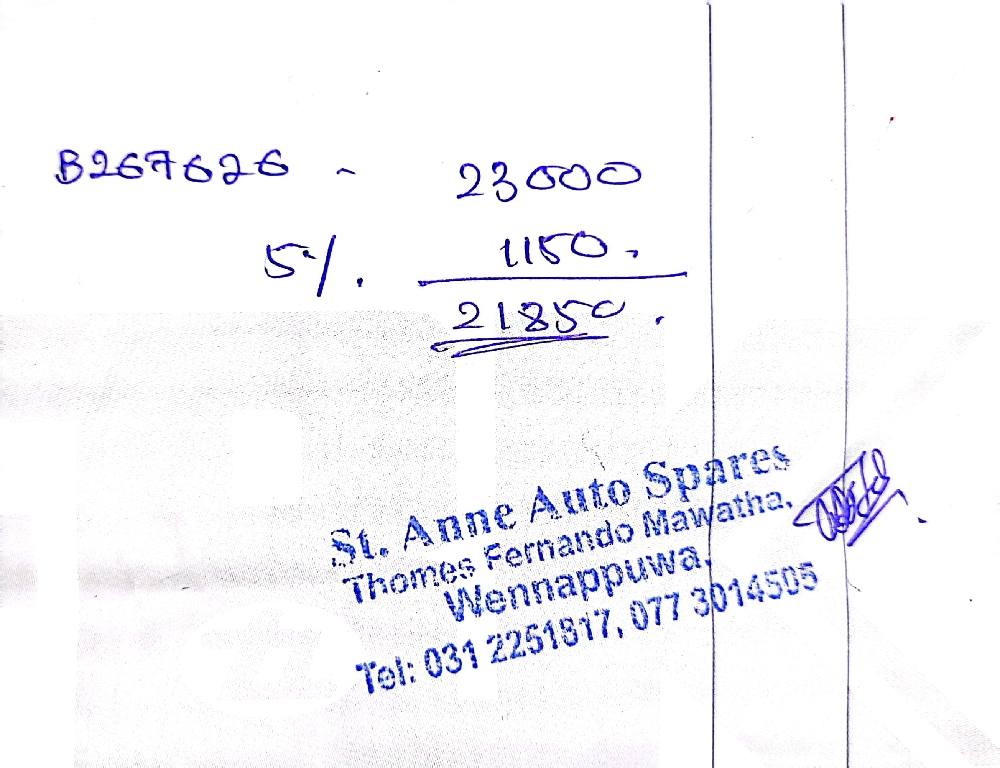 B267626 - 23000
5%. 1150.
21850.
St. Anne Auto Spares
Thomes Fernando Mawatha,
Wennappuwa,
Tel: 031 2251817, 077 3014505